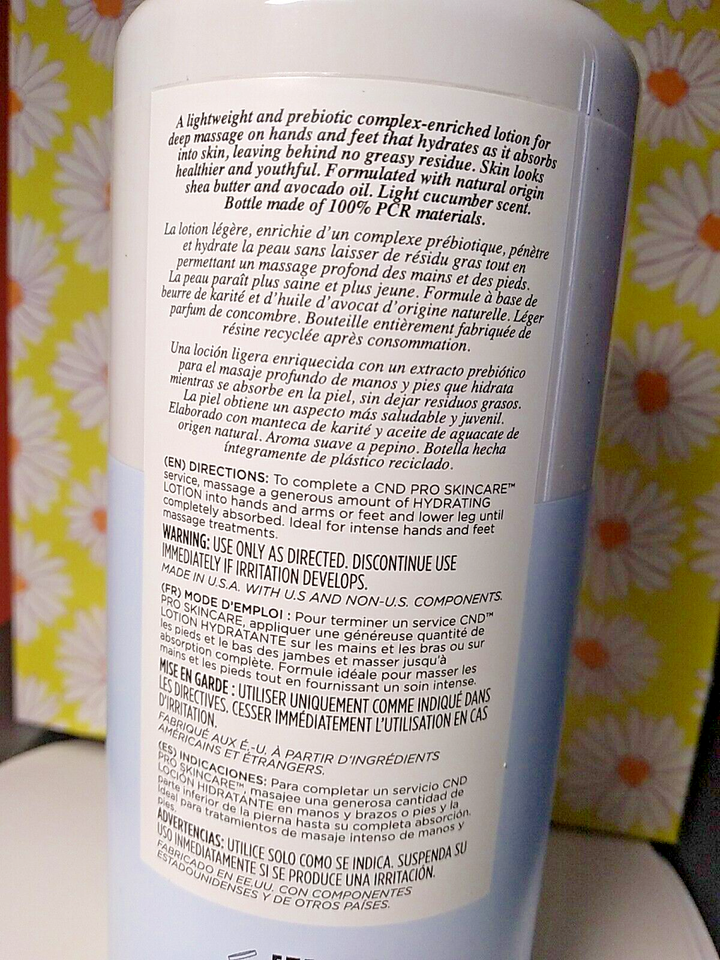 A lightweight and prebiotic complex-enriched lotion for
deep massage on hands and feet that hydrates as it absorbs
into skin, leaving behind no greasy residue. Skin looks
healthier and youthful. Formulated with natural origin
shea butter and avocado oil. Light cucumber scent.
Bottle made of 100% PCR materials.
La lotion légère, enrichie d'un complexe prébiotique, pénètre
et hydrate la peau sans laisser de résidu gras tout en
permettant un massage profond des mains et des pieds.
La peau paraît plus saine et plus jeune. Formule à base de
beurre de karité et d'huile d'avocat d'origine naturelle. Léger
parfum de concombre. Bouteille entièrement fabriquée de
résine recyclée après consommation.
Una loción ligera enriquecida con un extracto prebiótico
para el masaje profundo de manos y pies que hidrata
mientras se absorbe en la piel, sin dejar residuos grasos.
La piel obtiene un aspecto más saludable y juvenil.
Elaborado con manteca de karité y aceite de aguacate de
origen natural. Aroma suave a pepino. Botella hecha
íntegramente de plástico reciclado.
(EN) DIRECTIONS: To complete a CND PRO SKINCARE™
service, massage a generous amount of HYDRATING
LOTION into hands and arms or feet and lower leg until
completely absorbed. Ideal for intense hands and feet
massage treatments.
WARNING: USE ONLY AS DIRECTED. DISCONTINUE USE
IMMEDIATELY IF IRRITATION DEVELOPS.
MADE IN U.S.A. WITH U.S AND NON-U.S. COMPONENTS.
(FR) MODE D'EMPLOI : Pour terminer un service CND™
PRO SKINCARE, appliquer une généreuse quantité de
LOTION HYDRATANTE sur les mains et les bras ou sur
les pieds et le bas des jambes et masser jusqu'à
absorption complète. Formule idéale pour masser les
mains et les pieds tout en fournissant un soin intense.
MISE EN GARDE : UTILISER UNIQUEMENT COMME INDIQUÉ DANS
LES DIRECTIVES. CESSER IMMÉDIATEMENT L'UTILISATION EN CAS
D'IRRITATION.
FABRIQUÉ AUX É.-U. À PARTIR D'INGRÉDIENTS
AMÉRICAINS ET ÉTRANGERS.
(ES) INDICACIONES: Para completar un servicio CND
PRO SKINCARE™, masajee una generosa cantidad de
LOCIÓN HIDRATANTE en manos y brazos o pies y la
parte inferior de la pierna hasta su completa absorción.
Ideal para tratamientos de masaje intenso de manos y
pies.
ADVERTENCIAS: UTILICE SOLO COMO SE INDICA. SUSPENDA SU
USO INMEDIATAMENTE SI SE PRODUCE UNA IRRITACIÓN.
FABRICADO EN EE.UU. CON COMPONENTES
ESTADOUNIDENSES Y DE OTROS PAÍSES.